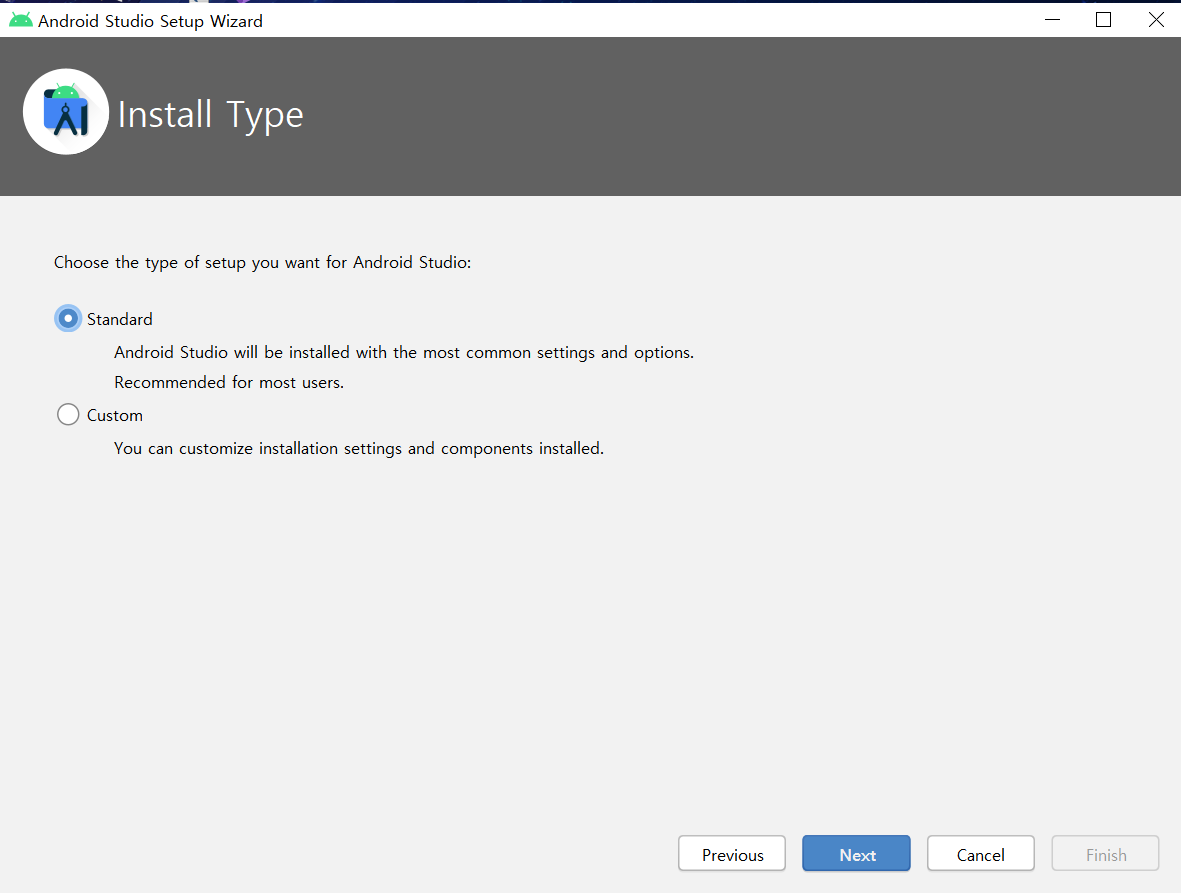 Android Studio Setup Wizard
Install Type
Choose the type of setup you want for Android Studio:
Standard
Android Studio will be installed with the most common settings and options.
Recommended for most users.
Custom
You can customize installation settings and components installed.
Previous
Next
Cancel
Finish